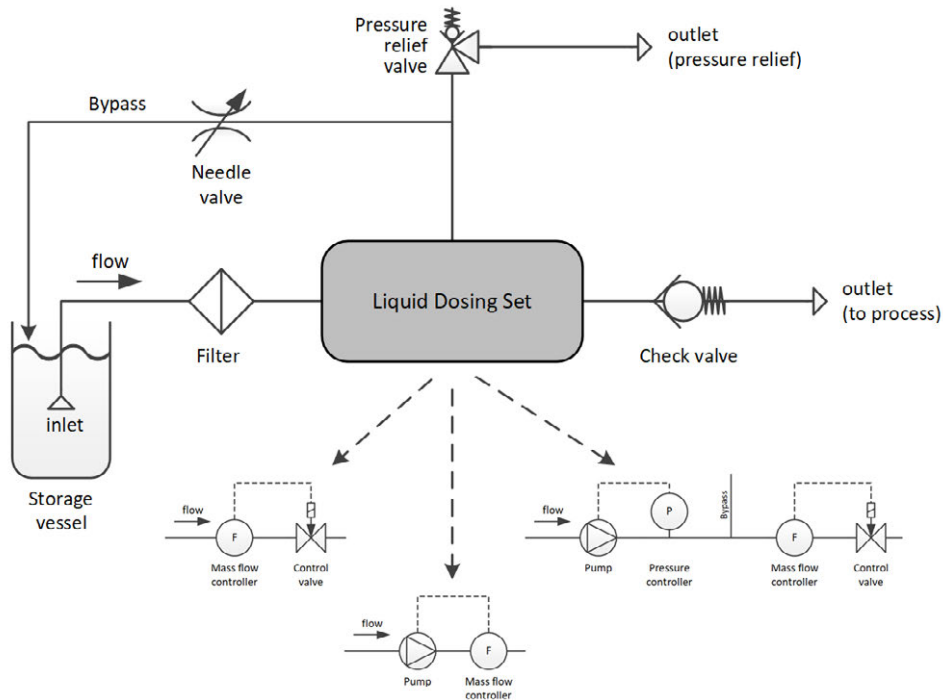 Pressure
relief
valve
outlet
(pressure relief)
Bypass
Needle
valve
flow
Liquid Dosing Set
outlet
(to process)
Filter
Check valve
inlet
Storage
vessel
flow
F
Mass flow
controller
Control
valve
flow
P
Bypass
F
Pump
Pressure
controller
Mass flow
controller
Control
valve
flow
F
Pump
Mass flow
controller